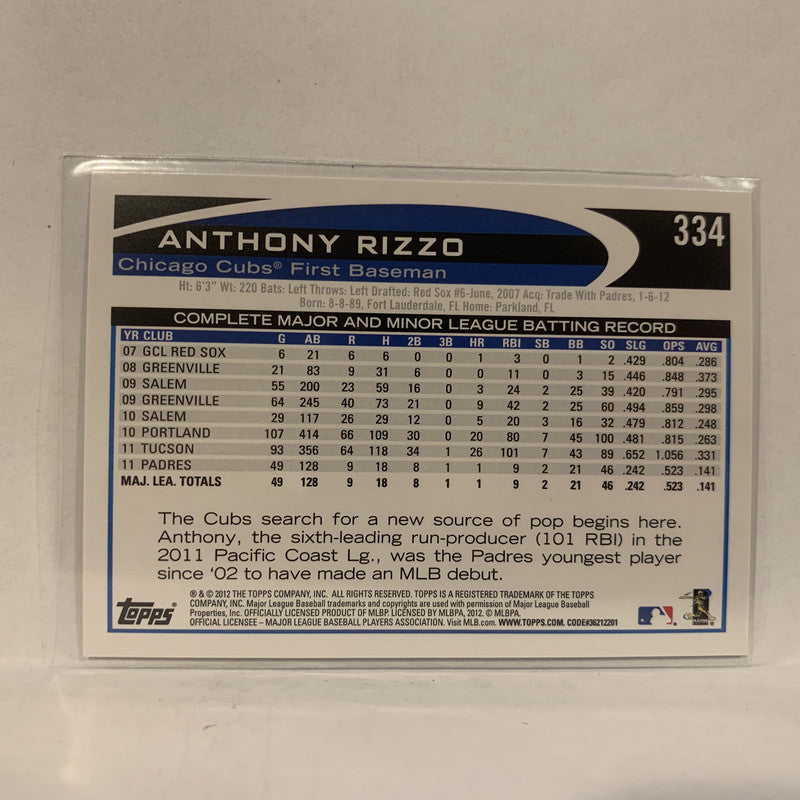 334
ANTHONY RIZZO
Chicago Cubs® First Baseman
Ht: 6'3" Wt: 220 Bats: Left Throws: Left Drafted: Red Sox #6-June, 2007 Acq: Trade With Padres, 1-6-12
Born: 8-8-89, Fort Lauderdale, FL Home: Parkland, FL
COMPLETE MAJOR AND MINOR LEAGUE BATTING RECORD
YR CLUB G AB R H 2B 3B HR RBI SB BB SO SLG OPS AVG
07 GCL RED SOX 6 21 6 6 0 0 1 3 0 1 2 .429 .804 .286
08 GREENVILLE 21 83 9 31 6 0 0 11 0 3 15 .446 .848 .373
09 SALEM 55 200 23 59 16 0 3 24 2 25 39 .420 .791 .295
09 GREENVILLE 64 245 40 73 21 0 9 42 2 25 60 .494 .859 .298
10 SALEM 29 117 26 29 12 0 5 20 3 16 32 .479 .812 .248
10 PORTLAND 107 414 66 109 30 0 20 80 7 45 100 .481 .815 .263
11 TUCSON 93 356 64 118 34 1 26 101 7 43 89 .652 1.056 .331
11 PADRES 49 128 9 18 8 1 1 9 2 21 46 .242 .523 .141
MAJ. LEA. TOTALS 49 128 9 18 8 1 1 9 2 21 46 .242 .523 .141
The Cubs search for a new source of pop begins here.
Anthony, the sixth-leading run-producer (101 RBI) in the
2011 Pacific Coast Lg., was the Padres youngest player
since '02 to have made an MLB debut.
Topps
® & © 2012 THE TOPPS COMPANY, INC. ALL RIGHTS RESERVED. TOPPS IS A REGISTERED TRADEMARK OF THE TOPPS
COMPANY, INC. Major League Baseball trademarks and copyrights are used with permission of Major League Baseball
Properties, Inc. OFFICIALLY LICENSED PRODUCT OF MLBP. LICENSED BY MLBPA, 2012. © MLBPA.
OFFICIAL LICENSEE – MAJOR LEAGUE BASEBALL PLAYERS ASSOCIATION. Visit MLB.com. WWW.TOPPS.COM. CODE#36212201